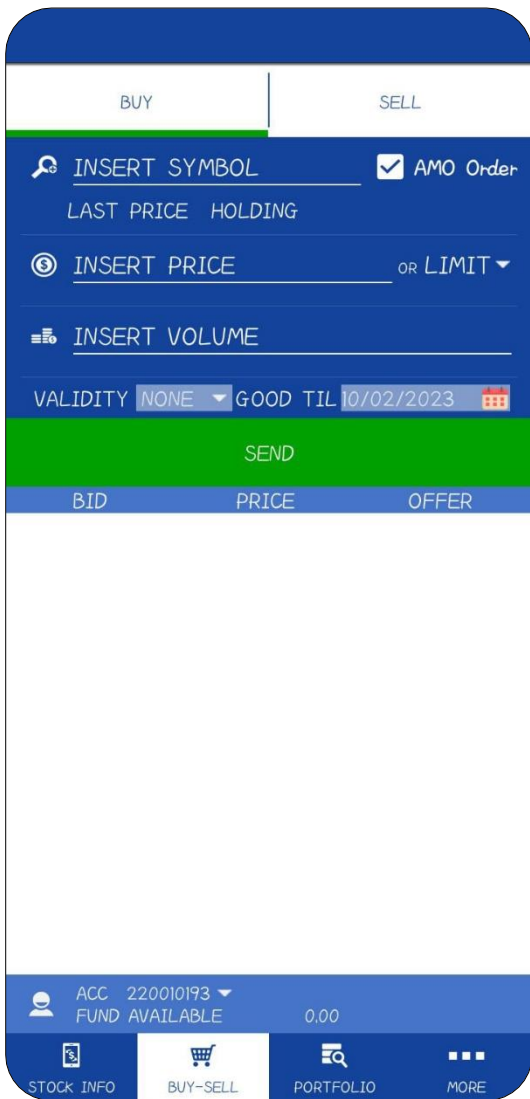 BUY SELL
INSERT SYMBOL AMO Order
LAST PRICE HOLDING
INSERT PRICE OR LIMIT
INSERT VOLUME
VALIDITY NONE GOOD TIL 10/02/2023
SEND
BID PRICE OFFER
ACC 220010193
FUND AVAILABLE 0,00
STOCK INFO BUY-SELL PORTFOLIO MORE